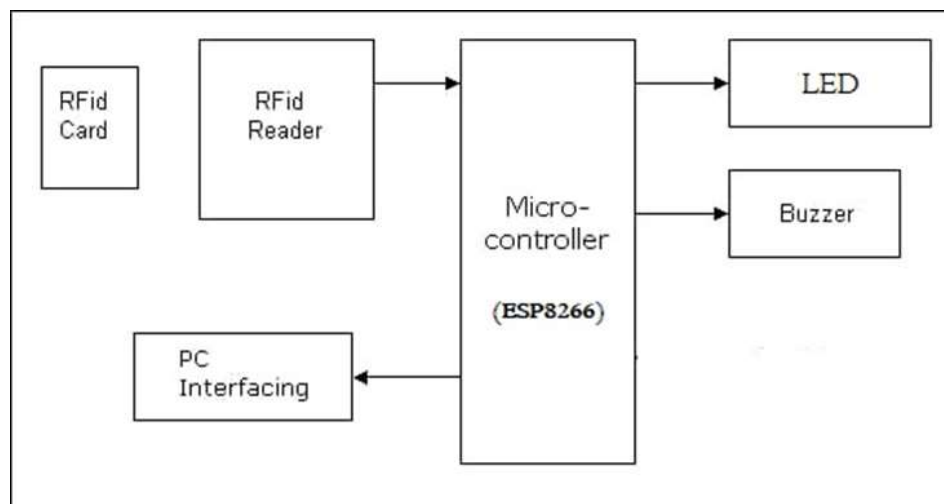 RFid
Card
RFid
Reader
Micro-
controller
(ESP8266)
LED
Buzzer
PC
Interfacing